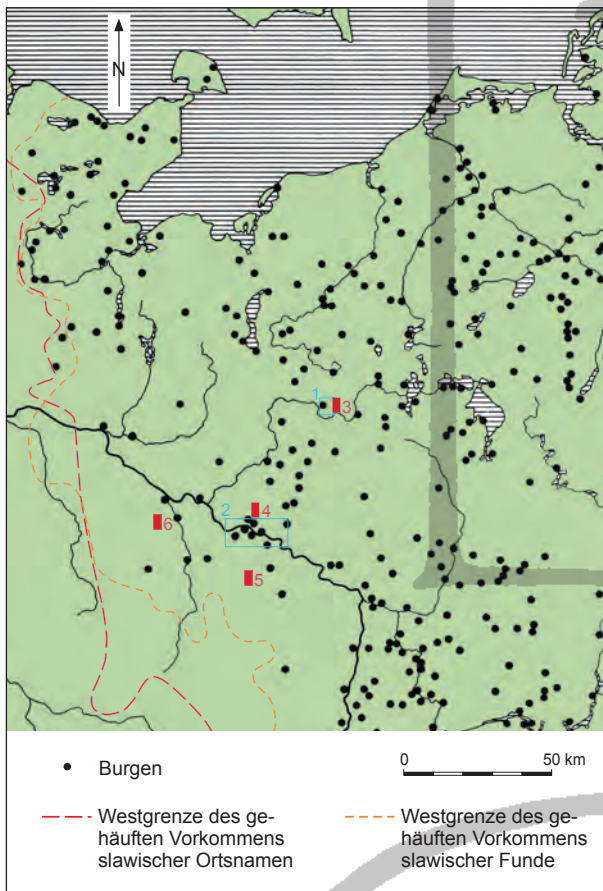 N
1
3
2
4
6
5
Burgen
0
50 km
Westgrenze des ge-
häuften Vorkommens
slawischer Ortsnamen
Westgrenze des ge-
häuften Vorkommens
slawischer Funde